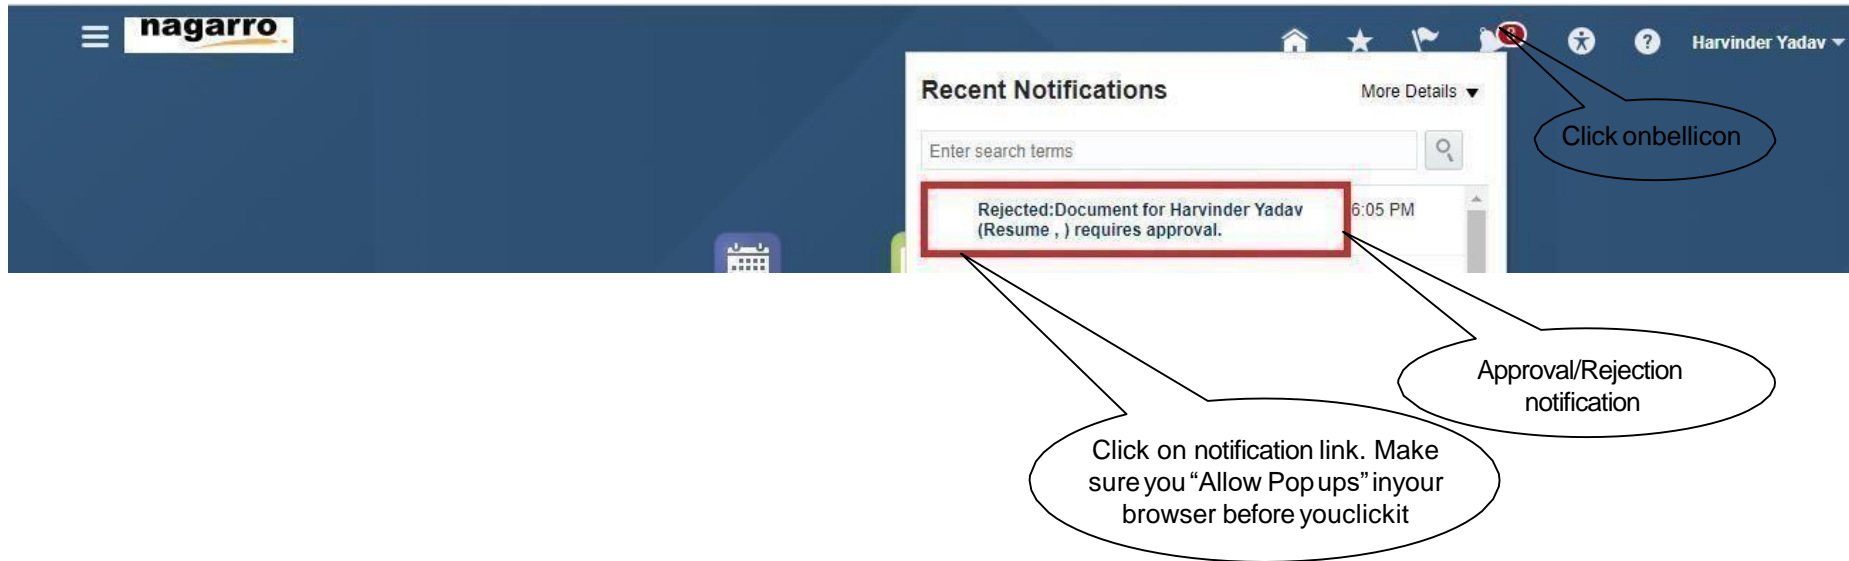 nagarro
Harvinder Yadav
Recent Notifications
More Details
Click onbellicon
Enter search terms
Rejected:Document for Harvinder Yadav
6:05 PM
(Resume , ) requires approval.
Approval/Rejection
notification
Click on notification link. Make
sure you “Allow Pop ups” inyour
browser before youclickit